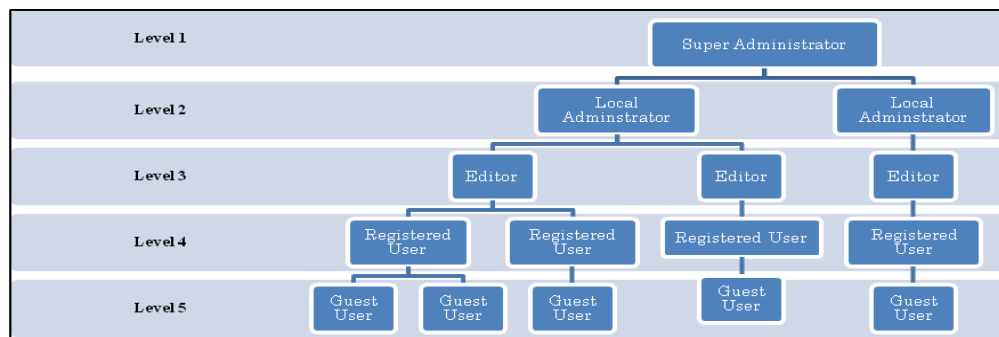 Level 1
Super Administrator
Level 2
Local
Adminstrator
Local
Adminstrator
Level 3
Editor
Editor
Editor
Level 4
Registered
User
Registered
User
Registered User
Registered
User
Level 5
Guest
User
Guest
User
Guest
User
Guest
User
Guest
User